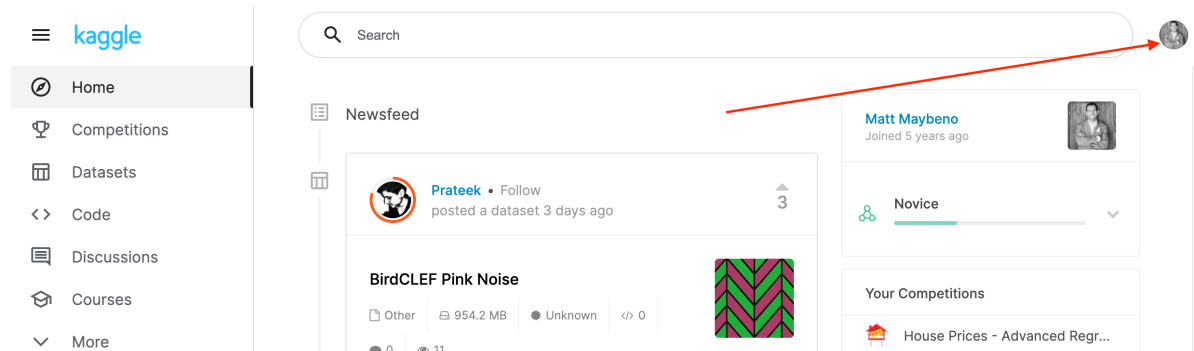 kaggle
Search
Home
Competitions
Datasets
Code
Discussions
Courses
More
Newsfeed
Prateek • Follow
posted a dataset 3 days ago
3
BirdCLEF Pink Noise
Other 954.2 MB Unknown </> 0
0 11
Matt Maybeno
Joined 5 years ago
Novice
Your Competitions
House Prices - Advanced Regr...